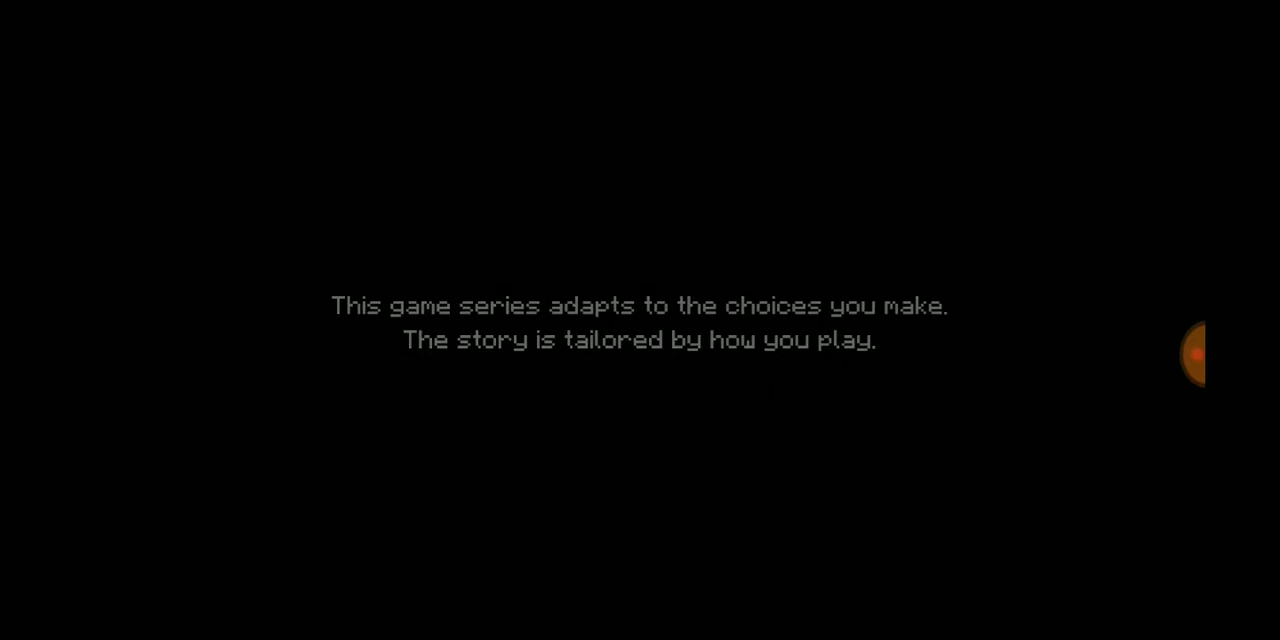 This game series adapts to the choices you make.
The story is tailored by how you play.